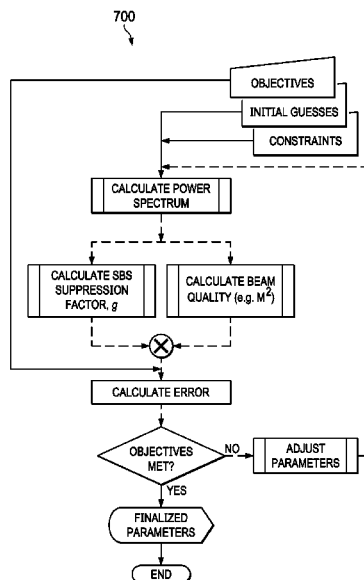 700
OBJECTIVES
INITIAL GUESSES
CONSTRAINTS
CALCULATE POWER
SPECTRUM
CALCULATE SBS
SUPPRESSION
FACTOR, g
CALCULATE BEAM
QUALITY (e.g. M²)
CALCULATE ERROR
OBJECTIVES
MET?
NO
ADJUST
PARAMETERS
YES
FINALIZED
PARAMETERS
END